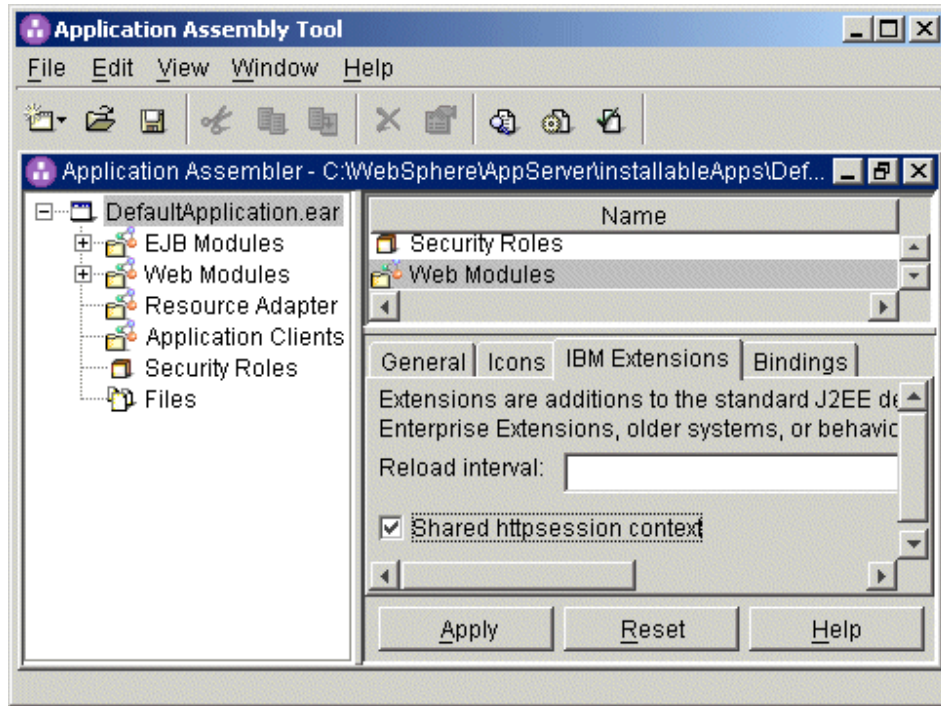 Application Assembly Tool
File Edit View Window Help
Application Assembler - C:\WebSphere\AppServer\installableApps\Def...
DefaultApplication.ear
EJB Modules
Web Modules
Resource Adapter
Application Clients
Security Roles
Files
Name
Security Roles
Web Modules
General Icons IBM Extensions Bindings
Extensions are additions to the standard J2EE de
Enterprise Extensions, older systems, or behavio
Reload interval:
Shared httpsession context
Apply Reset Help